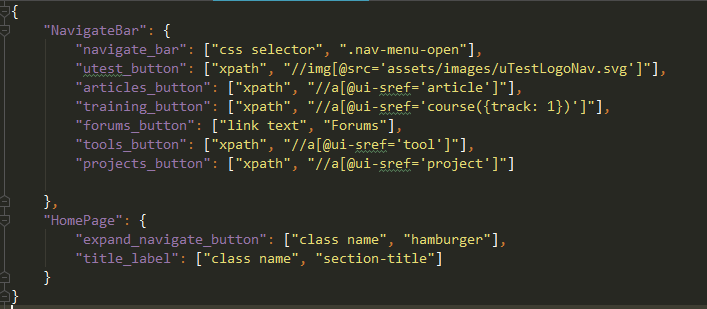 {
    "NavigateBar": {
        "navigate_bar": ["css selector", ".nav-menu-open"],
        "utest_button": ["xpath", "//img[@src='assets/images/uTestLogoNav.svg']"],
        "articles_button": ["xpath", "//a[@ui-sref='article']"],
        "training_button": ["xpath", "//a[@ui-sref='course({track: 1})']"],
        "forums_button": ["link text", "Forums"],
        "tools_button": ["xpath", "//a[@ui-sref='tool']"],
        "projects_button": ["xpath", "//a[@ui-sref='project']"]
    },
    "HomePage": {
        "expand_navigate_button": ["class name", "hamburger"],
        "title_label": ["class name", "section-title"]
    }
}